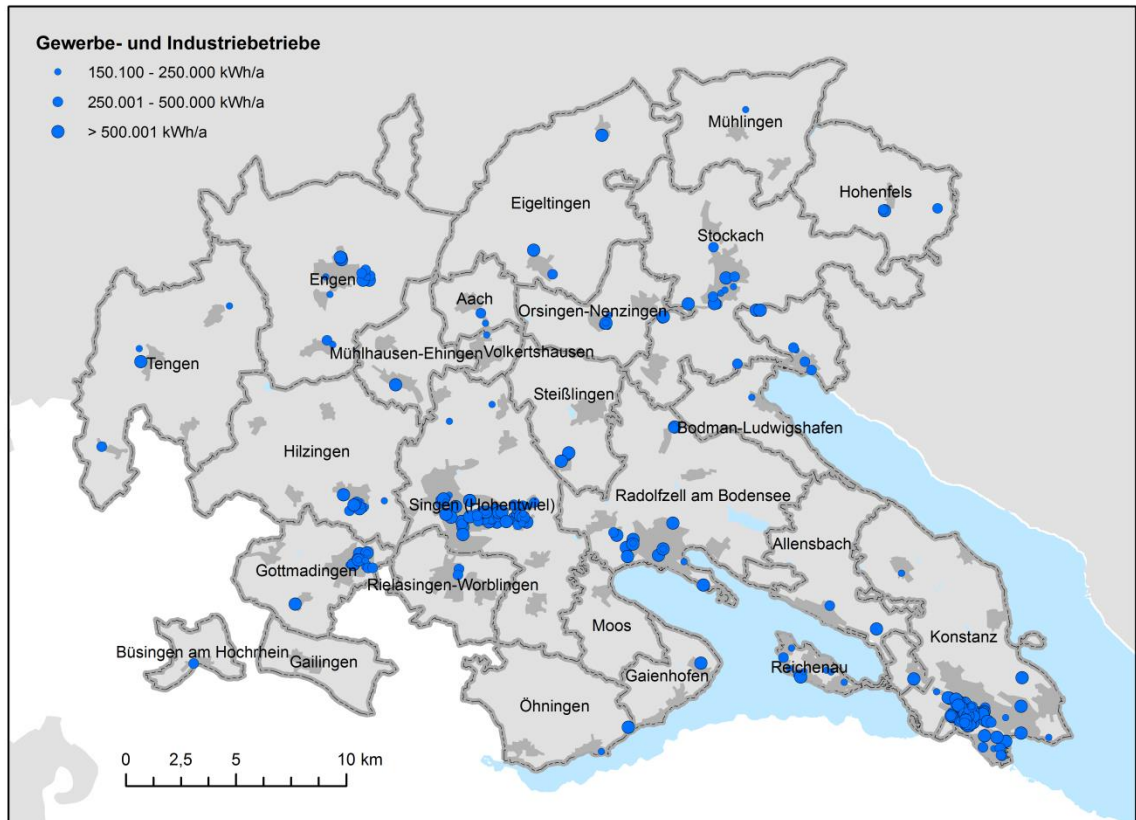 Gewerbe- und Industriebetriebe
150.100 - 250.000 kWh/a
250.001 - 500.000 kWh/a
> 500.001 kWh/a
Mühlingen
Hohenfels
Eigeltingen
Stockach
Engen
Aach
Orsingen-Nenzingen
Mühlhausen-Ehingen
Volkertshausen
Tengen
Steißlingen
Bodman-Ludwigshafen
Hilzingen
Radolfzell am Bodensee
Singen (Hohentwiel)
Allensbach
Gottmadingen
Rielasingen-Worblingen
Moos
Konstanz
Büsingen am Hochrhein
Gailingen
Gaienhofen
Reichenau
Öhningen
0 2,5 5 10 km